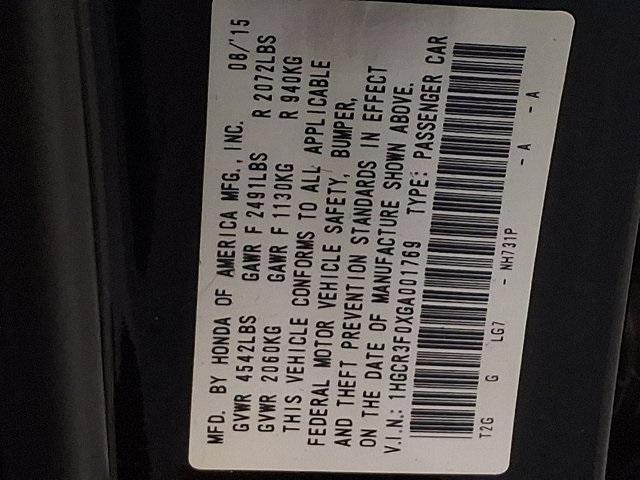 MFD. BY HONDA OF AMERICA MFG., INC. 08/'15
GVWR 4542LBS GAWR F 2491LBS R 2072LBS
GVWR 2060KG GAWR F 1130KG R 940KG
THIS VEHICLE CONFORMS TO ALL APPLICABLE
FEDERAL MOTOR VEHICLE SAFETY, BUMPER,
AND THEFT PREVENTION STANDARDS IN EFFECT
ON THE DATE OF MANUFACTURE SHOWN ABOVE.
V.I.N.: 1HGCR3F0XGA001769 TYPE: PASSENGER CAR
T2G G LG7 - NH731P - A - A